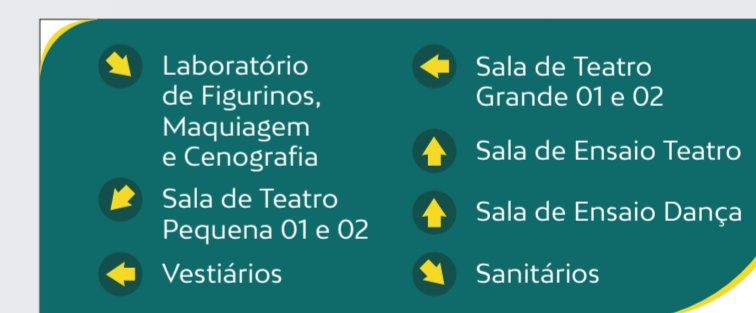 Laboratório
de Figurinos,
Maquiagem
e Cenografia
Sala de Teatro
Pequena 01 e 02
Vestiários
Sala de Teatro
Grande 01 e 02
Sala de Ensaio Teatro
Sala de Ensaio Dança
Sanitários